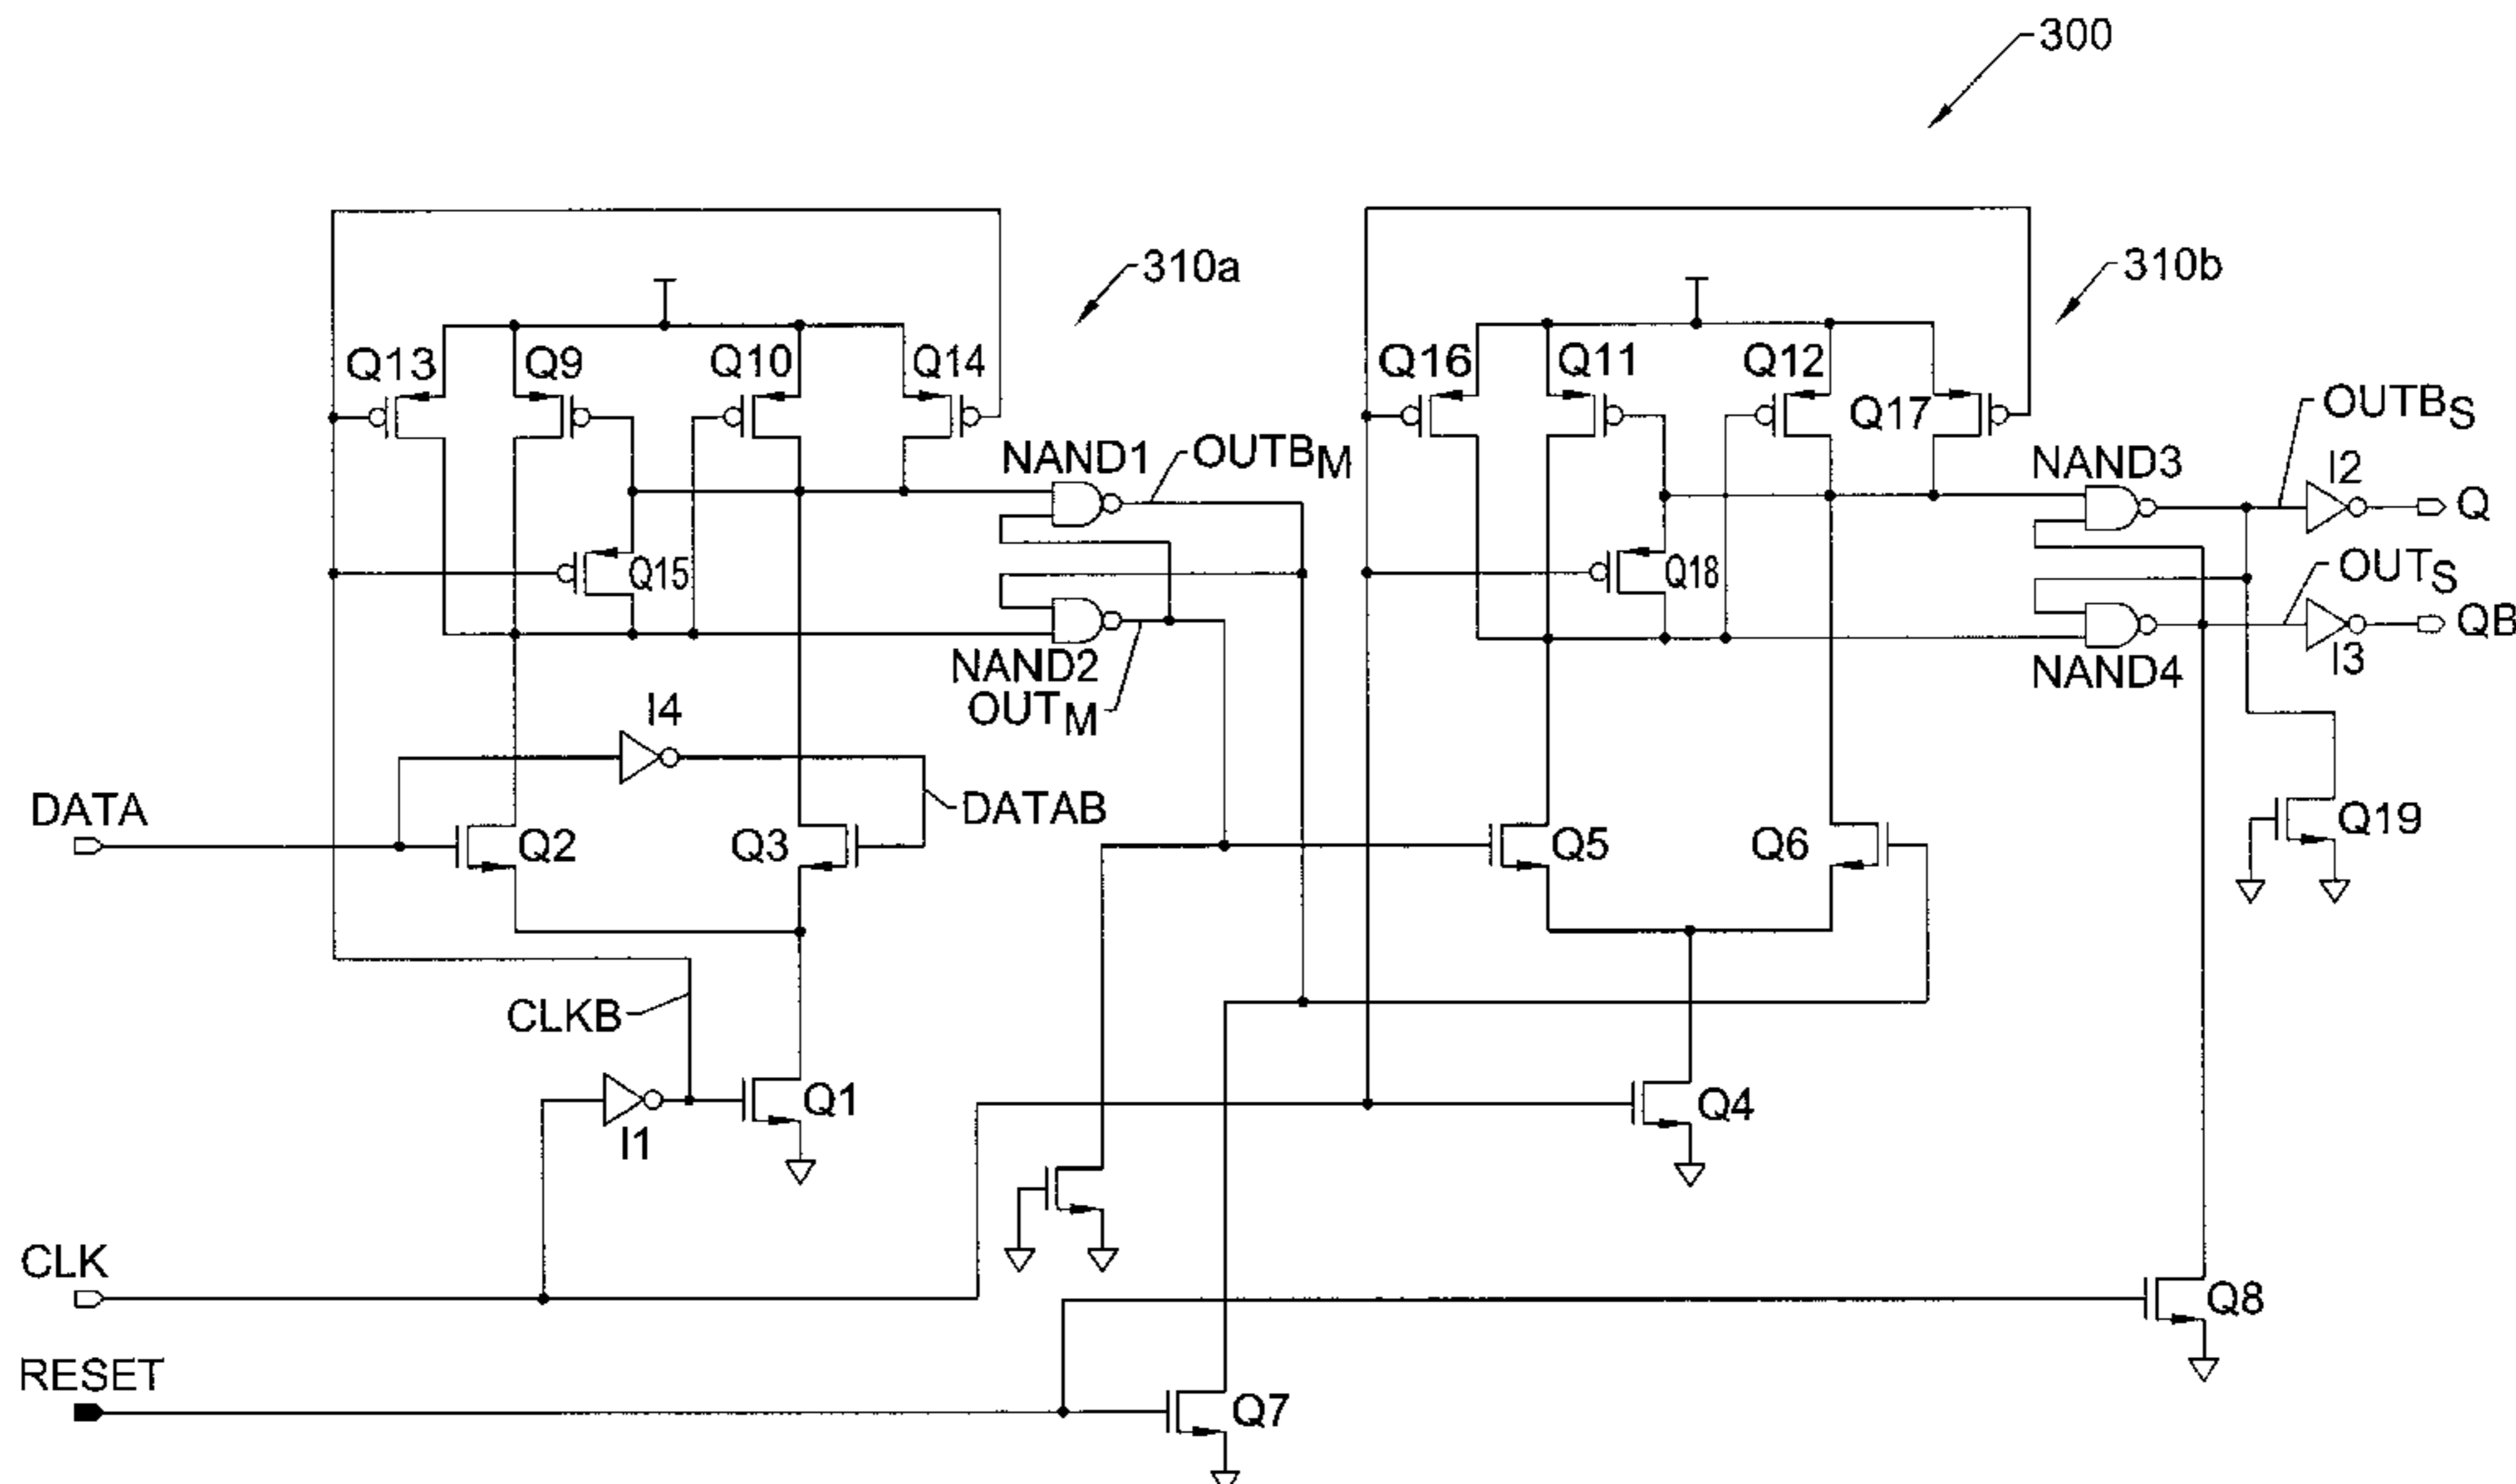 300
310a
310b
Q13
Q9
Q10
Q14
Q16
Q11
Q12
Q17
OUTBS
NAND1
OUTBM
NAND3
I2
Q
Q15
Q18
OUTS
QB
NAND2
OUTM
NAND4
I3
I4
DATA
Q2
Q3
DATAB
Q5
Q6
Q19
CLKB
I1
Q1
Q4
CLK
Q8
RESET
Q7